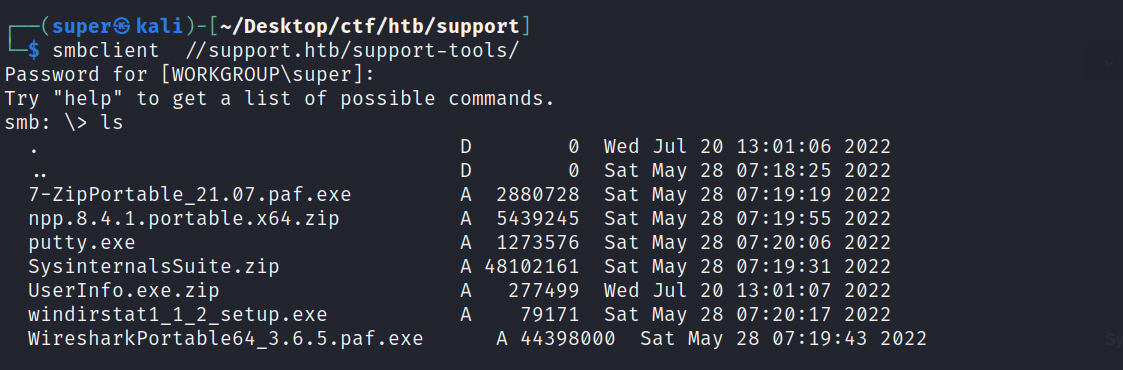 ┌──(super㉿kali)-[~/Desktop/ctf/htb/support]
└─$ smbclient  //support.htb/support-tools/
Password for [WORKGROUP\super]:
Try "help" to get a list of possible commands.
smb: \> ls
  .                                   D        0  Wed Jul 20 13:01:06 2022
  ..                                  D        0  Sat May 28 07:18:25 2022
  7-ZipPortable_21.07.paf.exe         A  2880728  Sat May 28 07:19:19 2022
  npp.8.4.1.portable.x64.zip          A  5439245  Sat May 28 07:19:55 2022
  putty.exe                           A  1273576  Sat May 28 07:20:06 2022
  SysinternalsSuite.zip               A 48102161  Sat May 28 07:19:31 2022
  UserInfo.exe.zip                    A   277499  Wed Jul 20 13:01:07 2022
  windirstat1_1_2_setup.exe           A    79171  Sat May 28 07:20:17 2022
  WiresharkPortable64_3.6.5.paf.exe      A 44398000  Sat May 28 07:19:43 2022